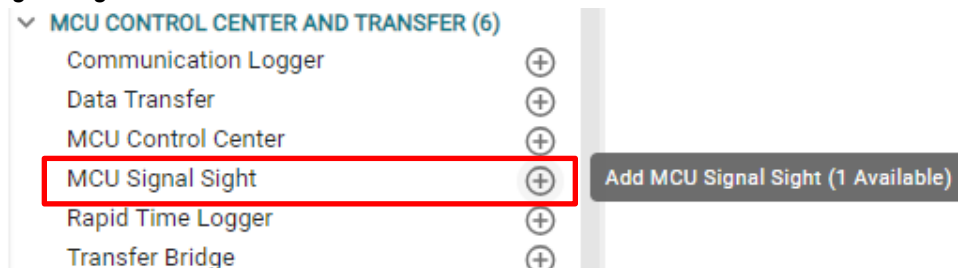 MCU CONTROL CENTER AND TRANSFER (6)
Communication Logger
Data Transfer
MCU Control Center
MCU Signal Sight
Add MCU Signal Sight (1 Available)
Rapid Time Logger
Transfer Bridge